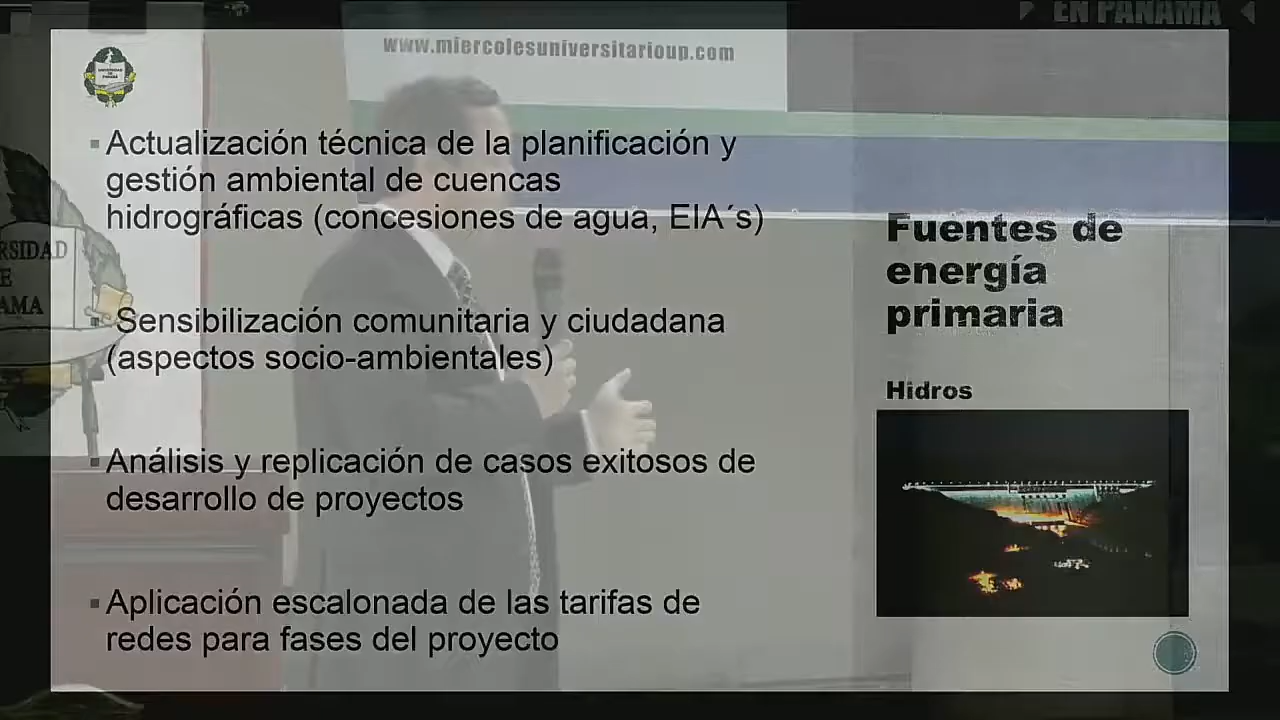 EN PANAMA
www.miercolesuniversitarioup.com
Actualización técnica de la planificación y
gestión ambiental de cuencas
hidrográficas (concesiones de agua, EIA´s)
Sensibilización comunitaria y ciudadana
(aspectos socio-ambientales)
Análisis y replicación de casos exitosos de
desarrollo de proyectos
Aplicación escalonada de las tarifas de
redes para fases del proyecto
Fuentes de
energía
primaria
Hidros
RSIDAD
E
AMA